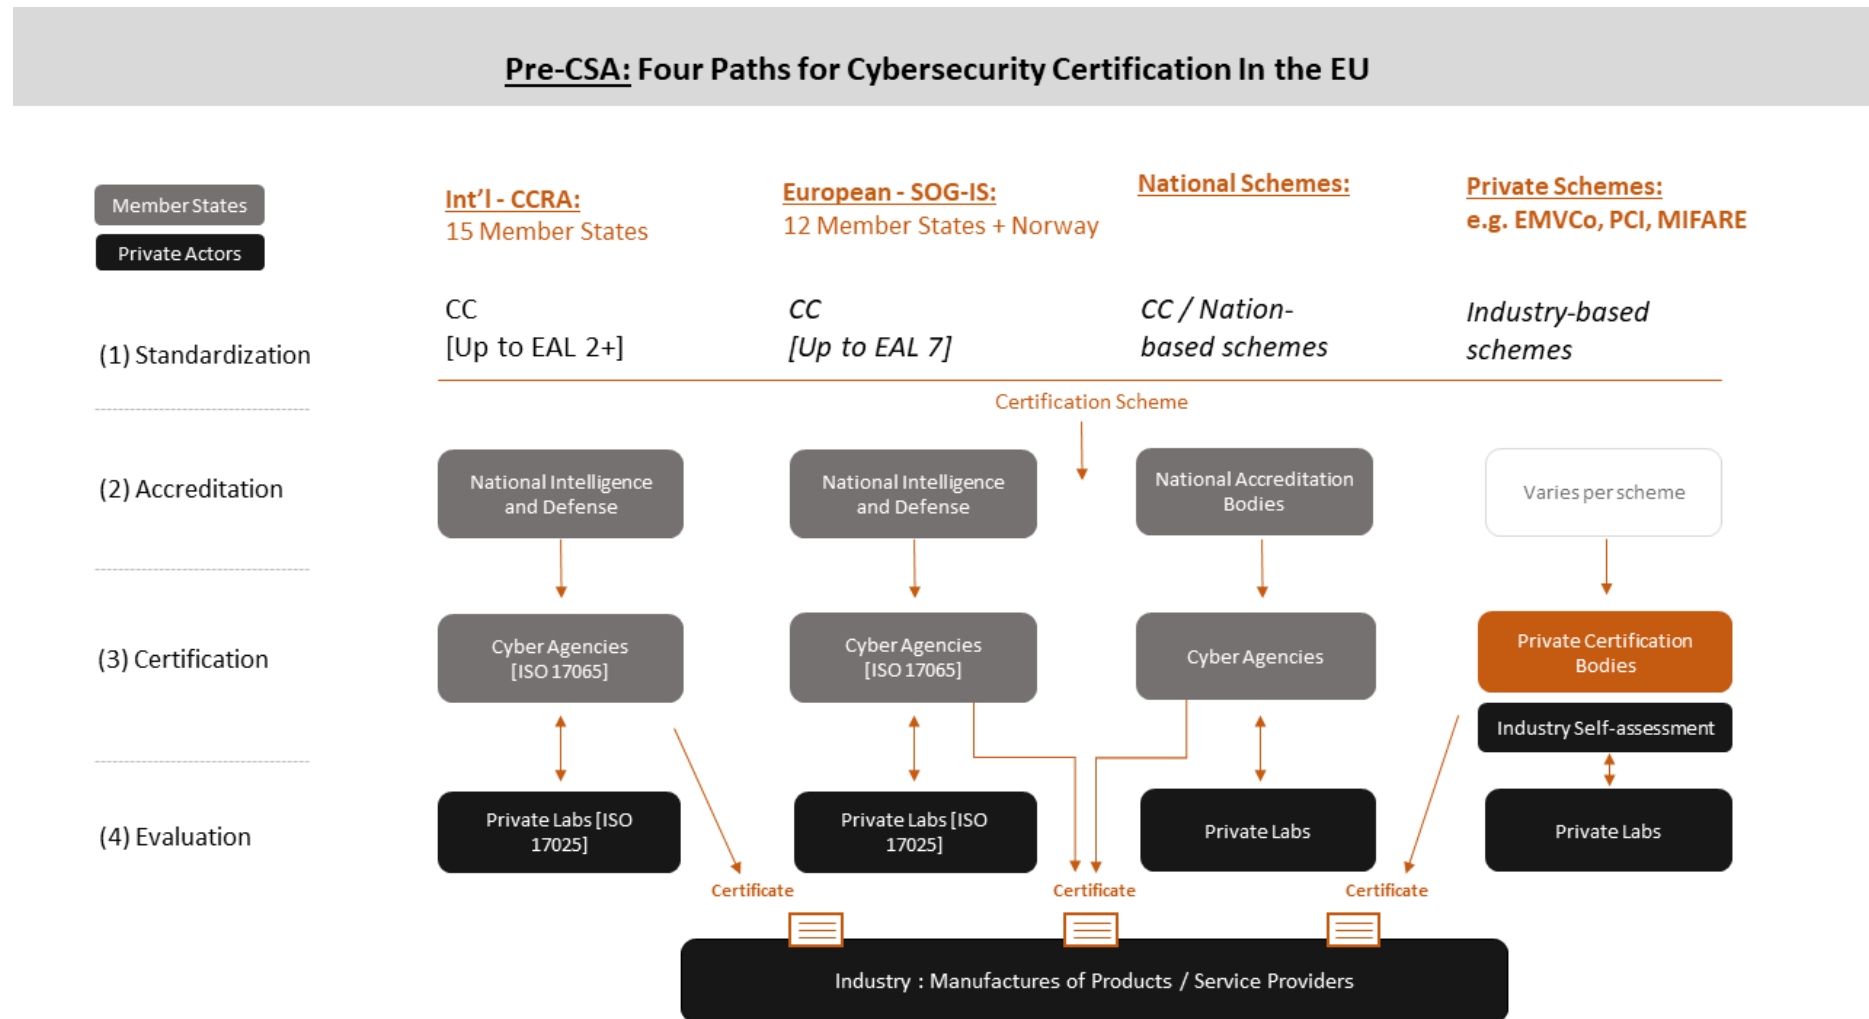 Pre-CSA: Four Paths for Cybersecurity Certification In the EU
Member States
Private Actors
Int'l - CCRA:
15 Member States
European - SOG-IS:
12 Member States + Norway
National Schemes:
Private Schemes:
e.g. EMVCo, PCI, MIFARE
(1) Standardization
CC
[Up to EAL 2+]
CC
[Up to EAL 7]
CC / Nation-
based schemes
Industry-based
schemes
Certification Scheme
(2) Accreditation
National Intelligence
and Defense
National Intelligence
and Defense
National Accreditation
Bodies
Varies per scheme
(3) Certification
Cyber Agencies
[ISO 17065]
Cyber Agencies
[ISO 17065]
Cyber Agencies
Private Certification
Bodies
Industry Self-assessment
(4) Evaluation
Private Labs [ISO
17025]
Private Labs [ISO
17025]
Private Labs
Private Labs
Certificate
Certificate
Certificate
Industry : Manufactures of Products / Service Providers